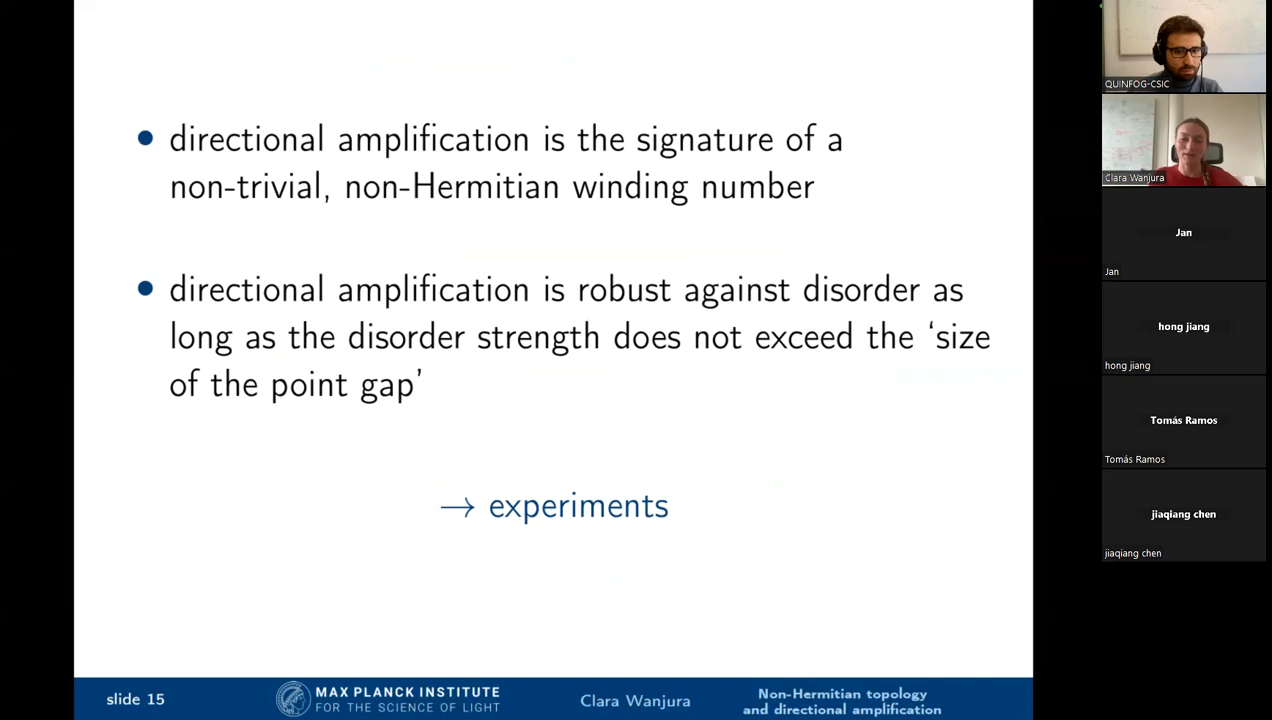 directional amplification is the signature of a
non-trivial, non-Hermitian winding number
directional amplification is robust against disorder as
long as the disorder strength does not exceed the ‘size
of the point gap’
→ experiments
slide 15
MAX PLANCK INSTITUTE
FOR THE SCIENCE OF LIGHT
Clara Wanjura
Non-Hermitian topology
and directional amplification
QUINFOG-CSIC
Clara Wanjura
Jan
Jan
hong jiang
hong jiang
Tomás Ramos
Tomás Ramos
jiaqiang chen
jiaqiang chen